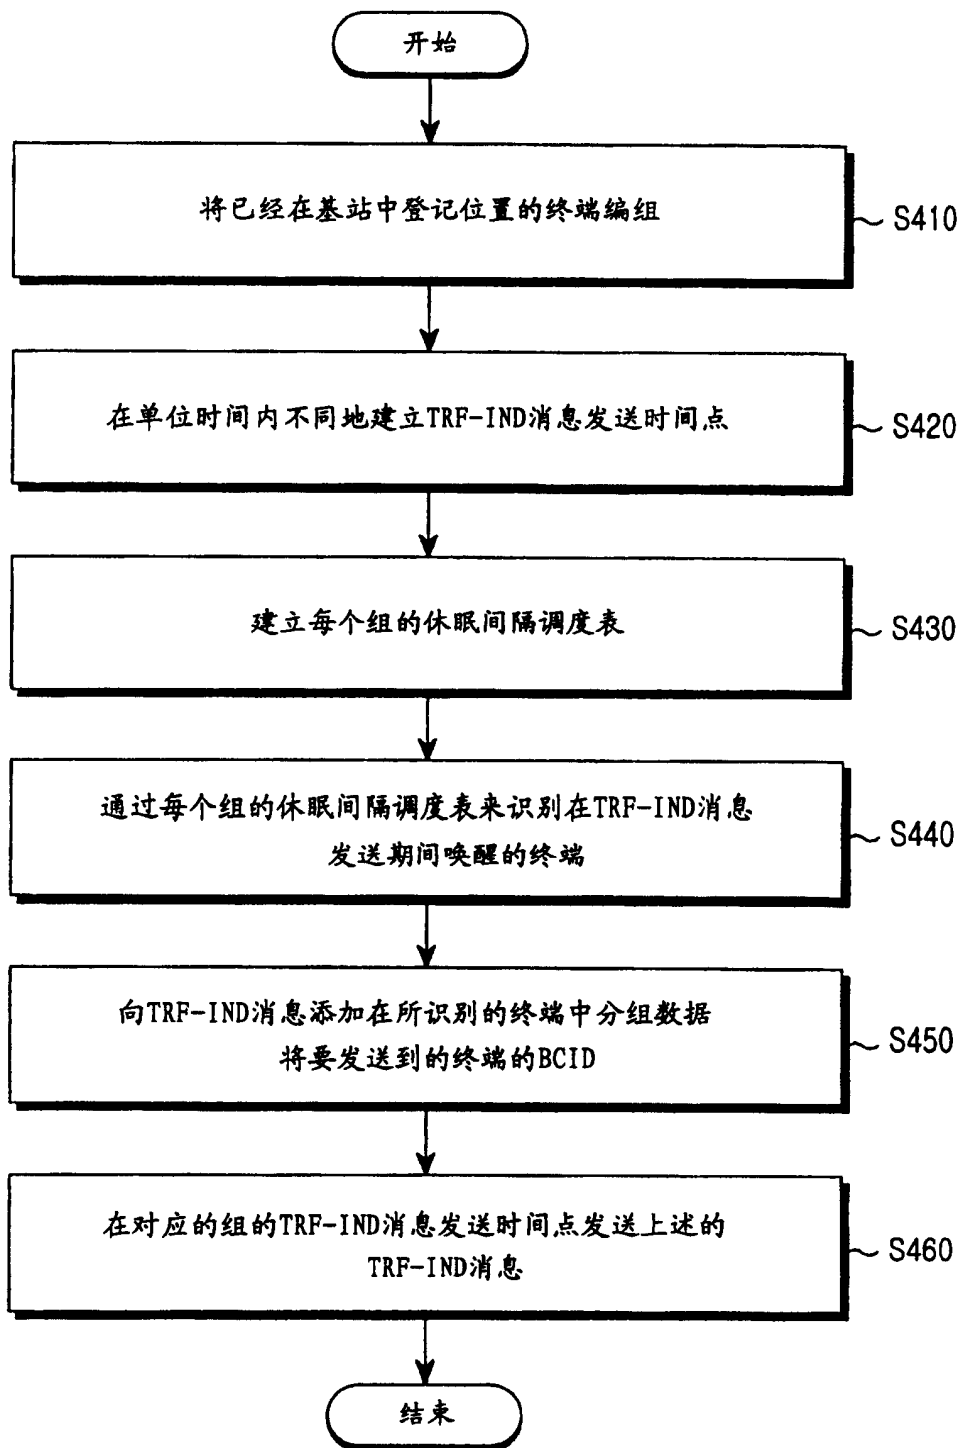 开始
将已经在基站中登记位置的终端编组
S410
在单位时间内不同地建立TRF-IND消息发送时间点
S420
建立每个组的休眠间隔调度表
S430
通过每个组的休眠间隔调度表来识别在TRF-IND消息
发送期间唤醒的终端
S440
向TRF-IND消息添加在所识别的终端中分组数据
将要发送到的终端的BCID
S450
在对应的组的TRF-IND消息发送时间点发送上述的
TRF-IND消息
S460
结束